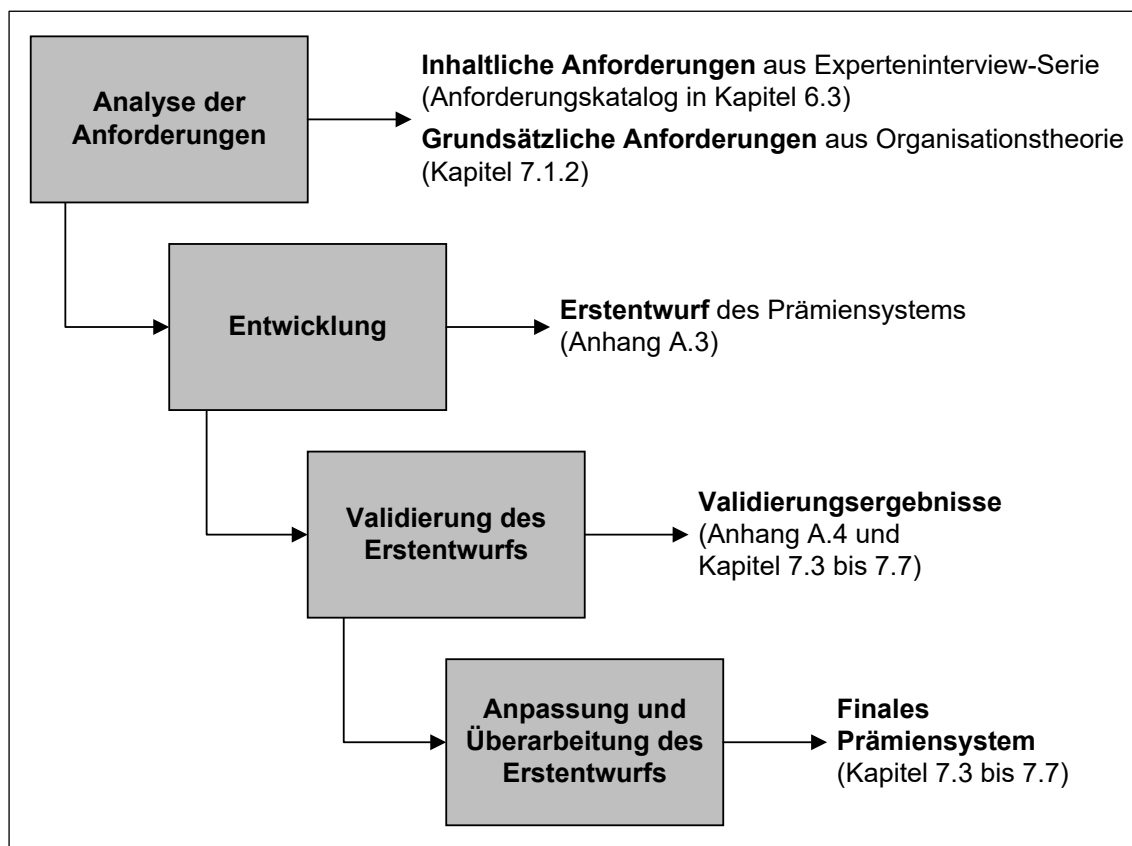 Analyse der
Anforderungen
Inhaltliche Anforderungen aus Experteninterview-Serie
(Anforderungskatalog in Kapitel 6.3)
Grundsätzliche Anforderungen aus Organisationstheorie
(Kapitel 7.1.2)
Entwicklung
Erstentwurf des Prämiensystems
(Anhang A.3)
Validierung des
Erstentwurfs
Validierungsergebnisse
(Anhang A.4 und
Kapitel 7.3 bis 7.7)
Anpassung und
Überarbeitung des
Erstentwurfs
Finales
Prämiensystem
(Kapitel 7.3 bis 7.7)